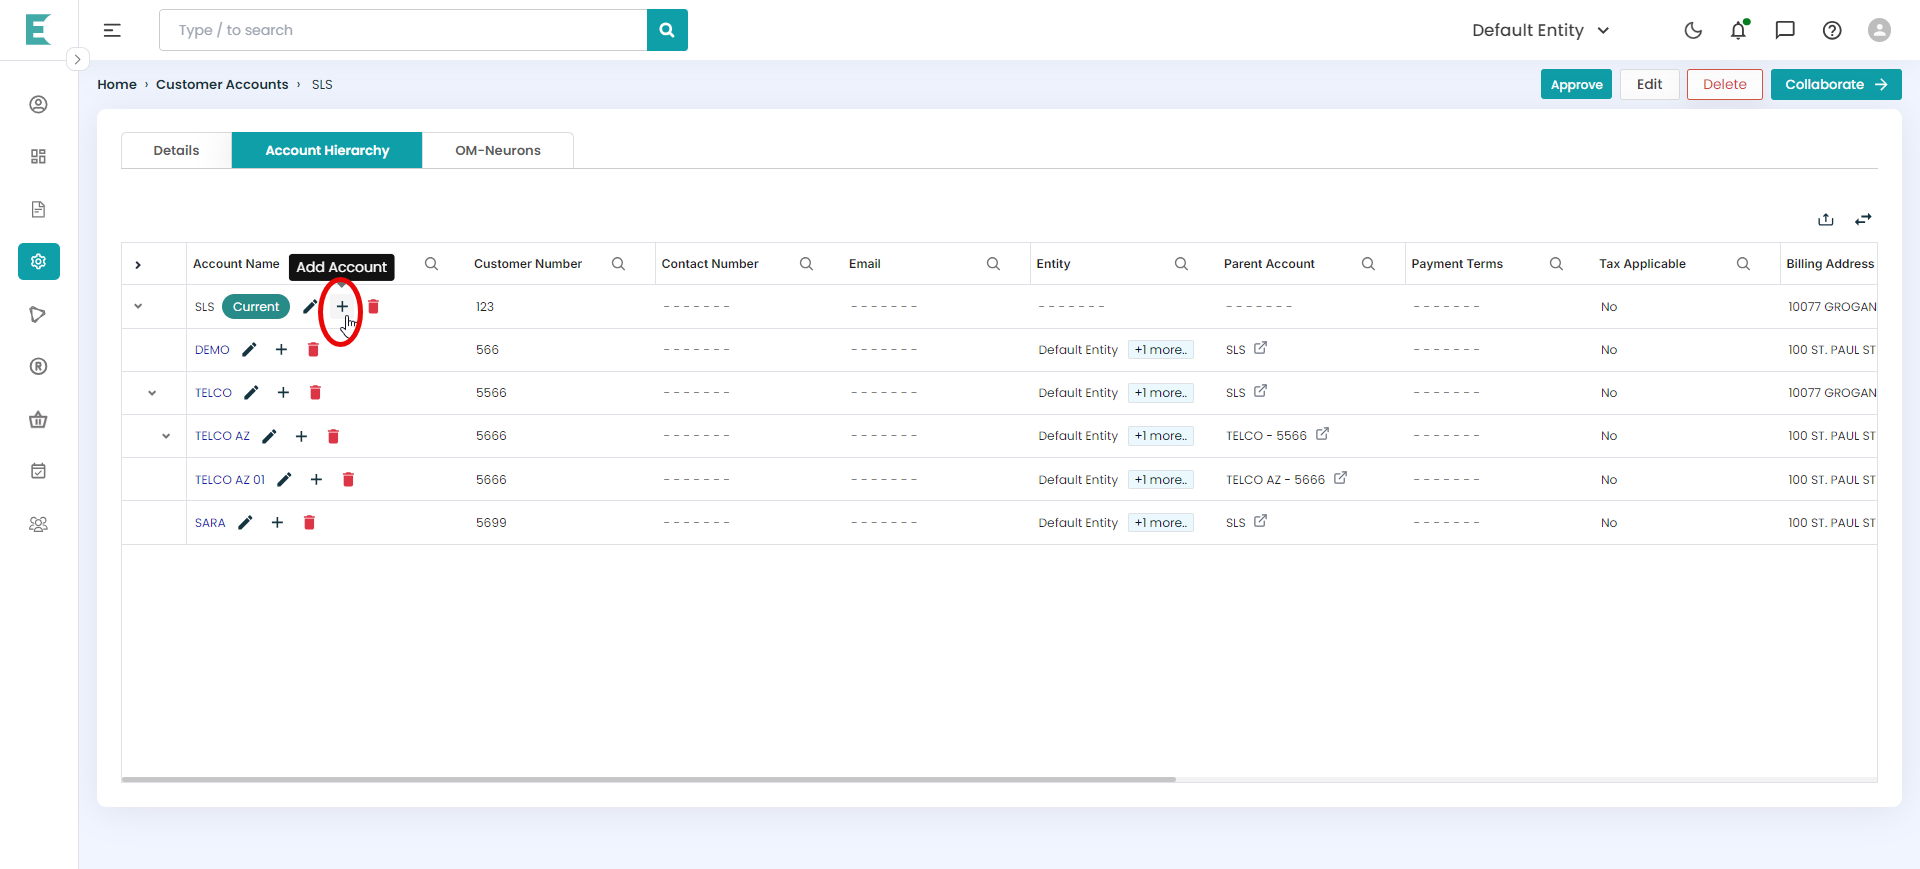 E
Type / to search
Default Entity
Home › Customer Accounts › SLS
Approve Edit Delete Collaborate
Details Account Hierarchy OM-Neurons
Account Name Customer Number Contact Number Email Entity Parent Account Payment Terms Tax Applicable Billing Address
Add Account
SLS Current 123 ------- ------- ------- ------- ------- No 10077 GROGAN
DEMO 566 ------- ------- Default Entity +1 more.. SLS ------- No 100 ST. PAUL ST
TELCO 5566 ------- ------- Default Entity +1 more.. SLS ------- No 10077 GROGAN
TELCO AZ 5666 ------- ------- Default Entity +1 more.. TELCO - 5566 ------- No 100 ST. PAUL ST
TELCO AZ 01 5666 ------- ------- Default Entity +1 more.. TELCO AZ - 5666 ------- No 100 ST. PAUL ST
SARA 5699 ------- ------- Default Entity +1 more.. SLS ------- No 100 ST. PAUL ST